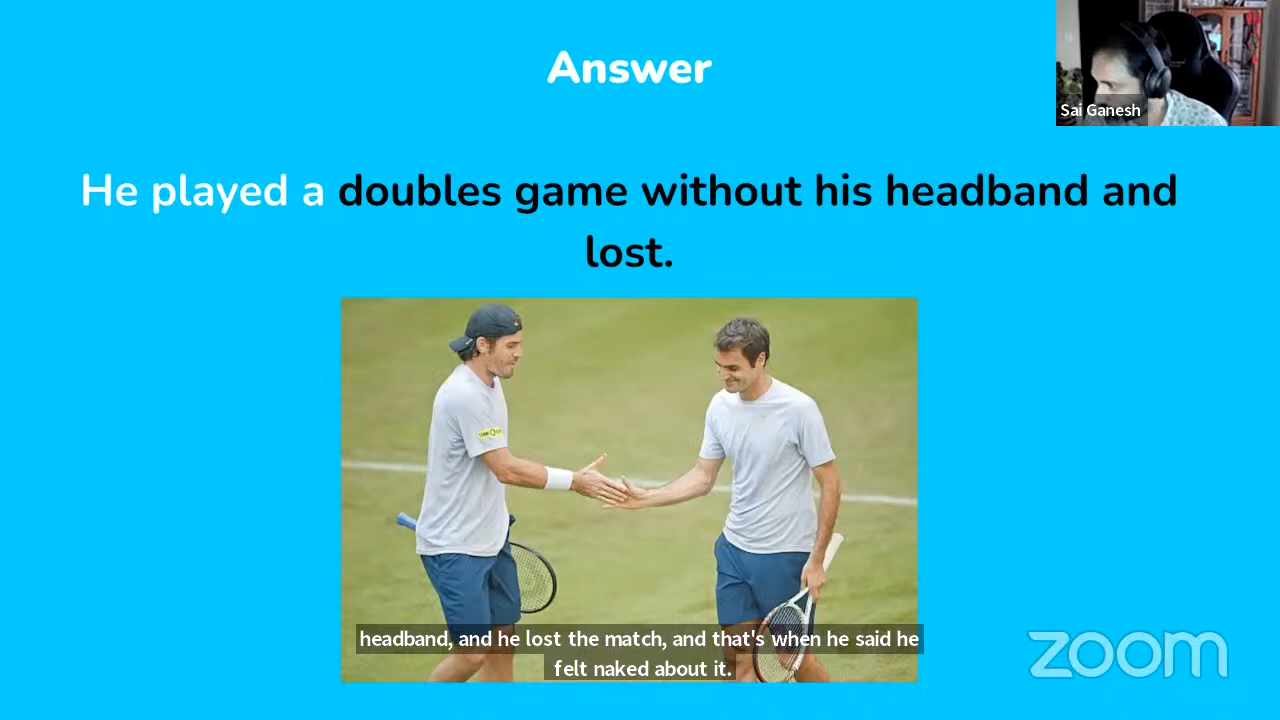 Answer
Sai Ganesh
He played a doubles game without his headband and
lost.
headband, and he lost the match, and that's when he said he
felt naked about it.
zoom